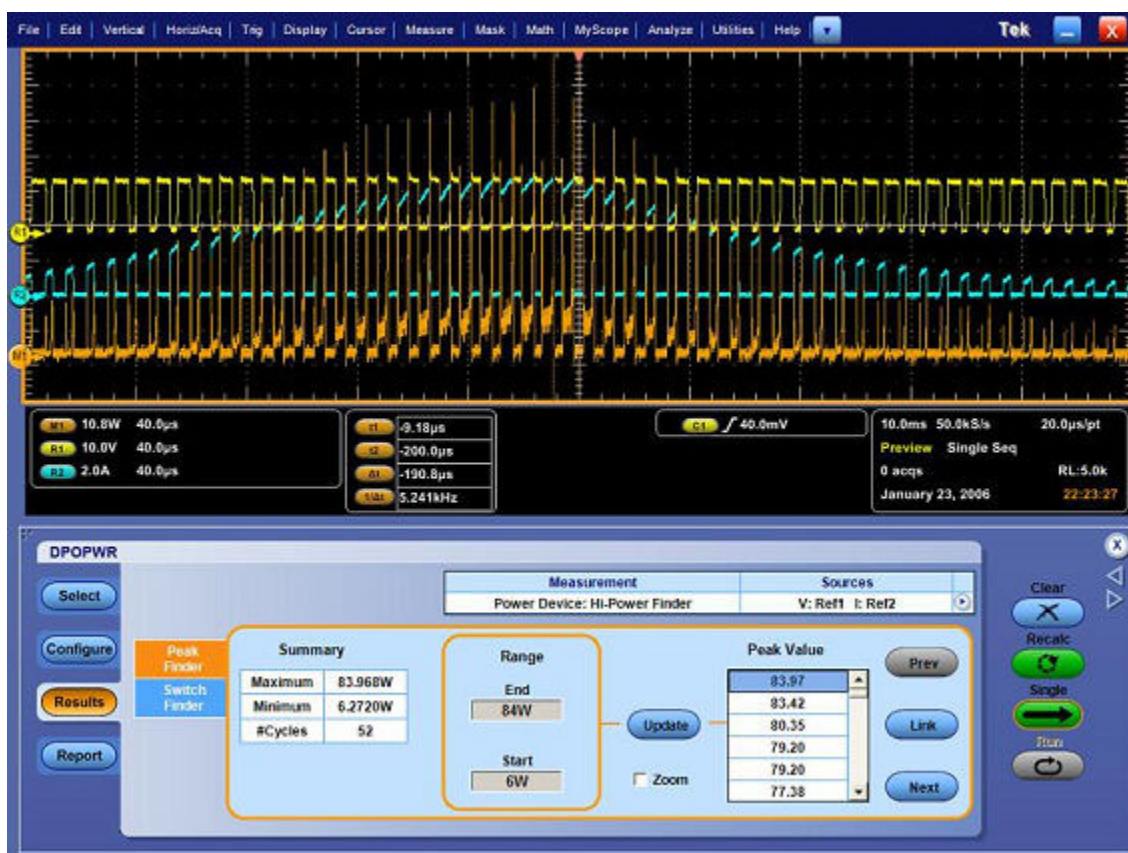 File | Edit | Vertical | Horiz/Acq | Trig | Display | Cursor | Measure | Mask | Math | MyScope | Analyze | Utilities | Help Tek X
R1
R2
M1
M1 10.8W 40.0µs
R1 10.0V 40.0µs
R2 2.0A 40.0µs
t1 -9.18µs
t2 -200.0µs
Δt -190.8µs
1/Δt 5.241kHz
C1 40.0mV
10.0ms 50.0kS/s 20.0µs/pt
Preview Single Seq
0 acqs RL:5.0k
January 23, 2006 22:23:27
DPOPWR
X
Select
Configure
Results
Report
Peak Finder
Switch Finder
Measurement Sources
Power Device: Hi-Power Finder V: Ref1 I: Ref2
Summary
Maximum 83.968W
Minimum 6.2720W
#Cycles 52
Range
End
84W
Start
6W
Update
Zoom
Peak Value
83.97
83.42
80.35
79.20
79.20
77.38
Prev
Link
Next
Clear
Recalc
Single
Run